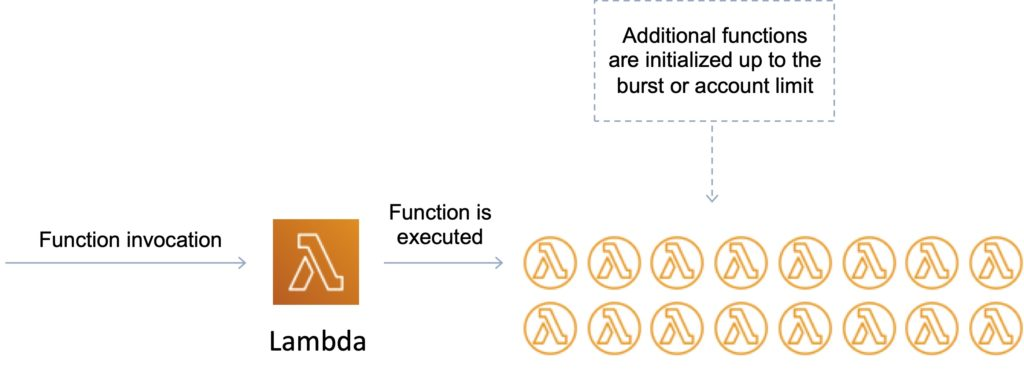 Additional functions
are initialized up to the
burst or account limit
Function invocation
Function is
executed
Lambda